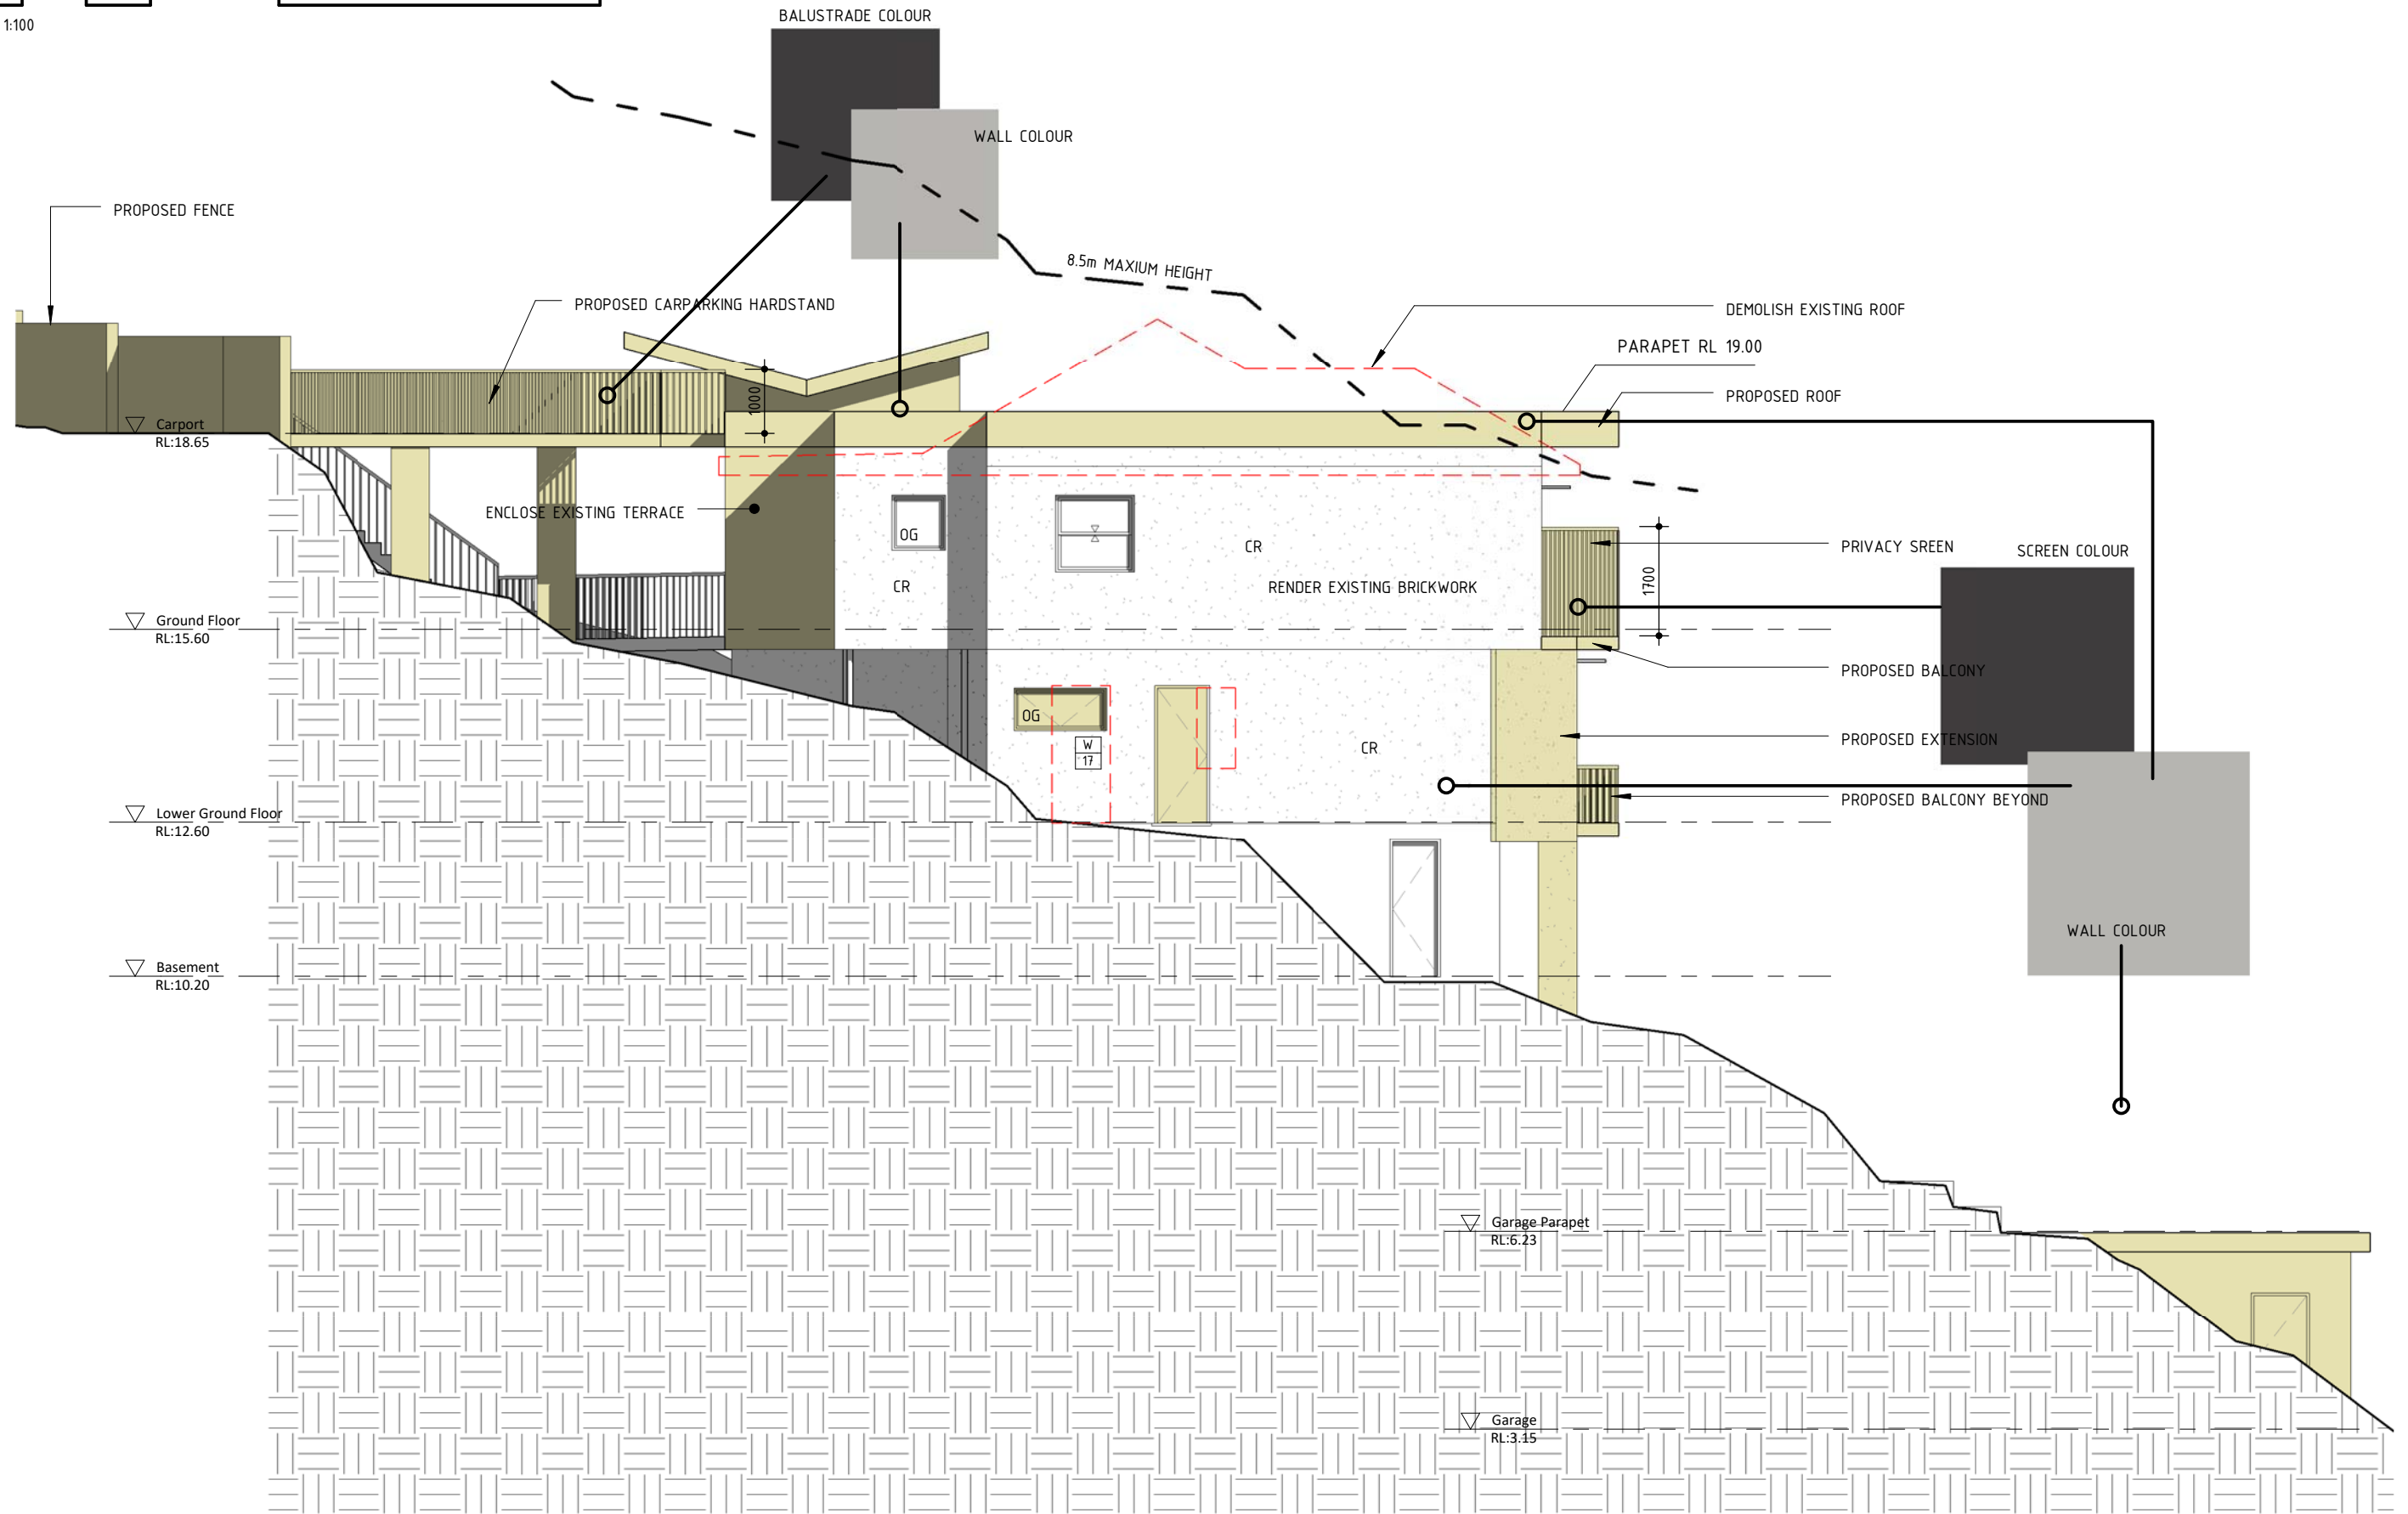 1:100
BALUSTRADE COLOUR
WALL COLOUR
PROPOSED FENCE
8.5m MAXIUM HEIGHT
PROPOSED CARPARKING HARDSTAND
DEMOLISH EXISTING ROOF
PARAPET RL 19.00
PROPOSED ROOF
1000
Carport
RL:18.65
ENCLOSE EXISTING TERRACE
OG
CR
CR
PRIVACY SREEN
SCREEN COLOUR
RENDER EXISTING BRICKWORK
1700
Ground Floor
RL:15.60
PROPOSED BALCONY
OG
W
17
CR
PROPOSED EXTENSION
PROPOSED BALCONY BEYOND
Lower Ground Floor
RL:12.60
WALL COLOUR
Basement
RL:10.20
Garage Parapet
RL:6.23
Garage
RL:3.15